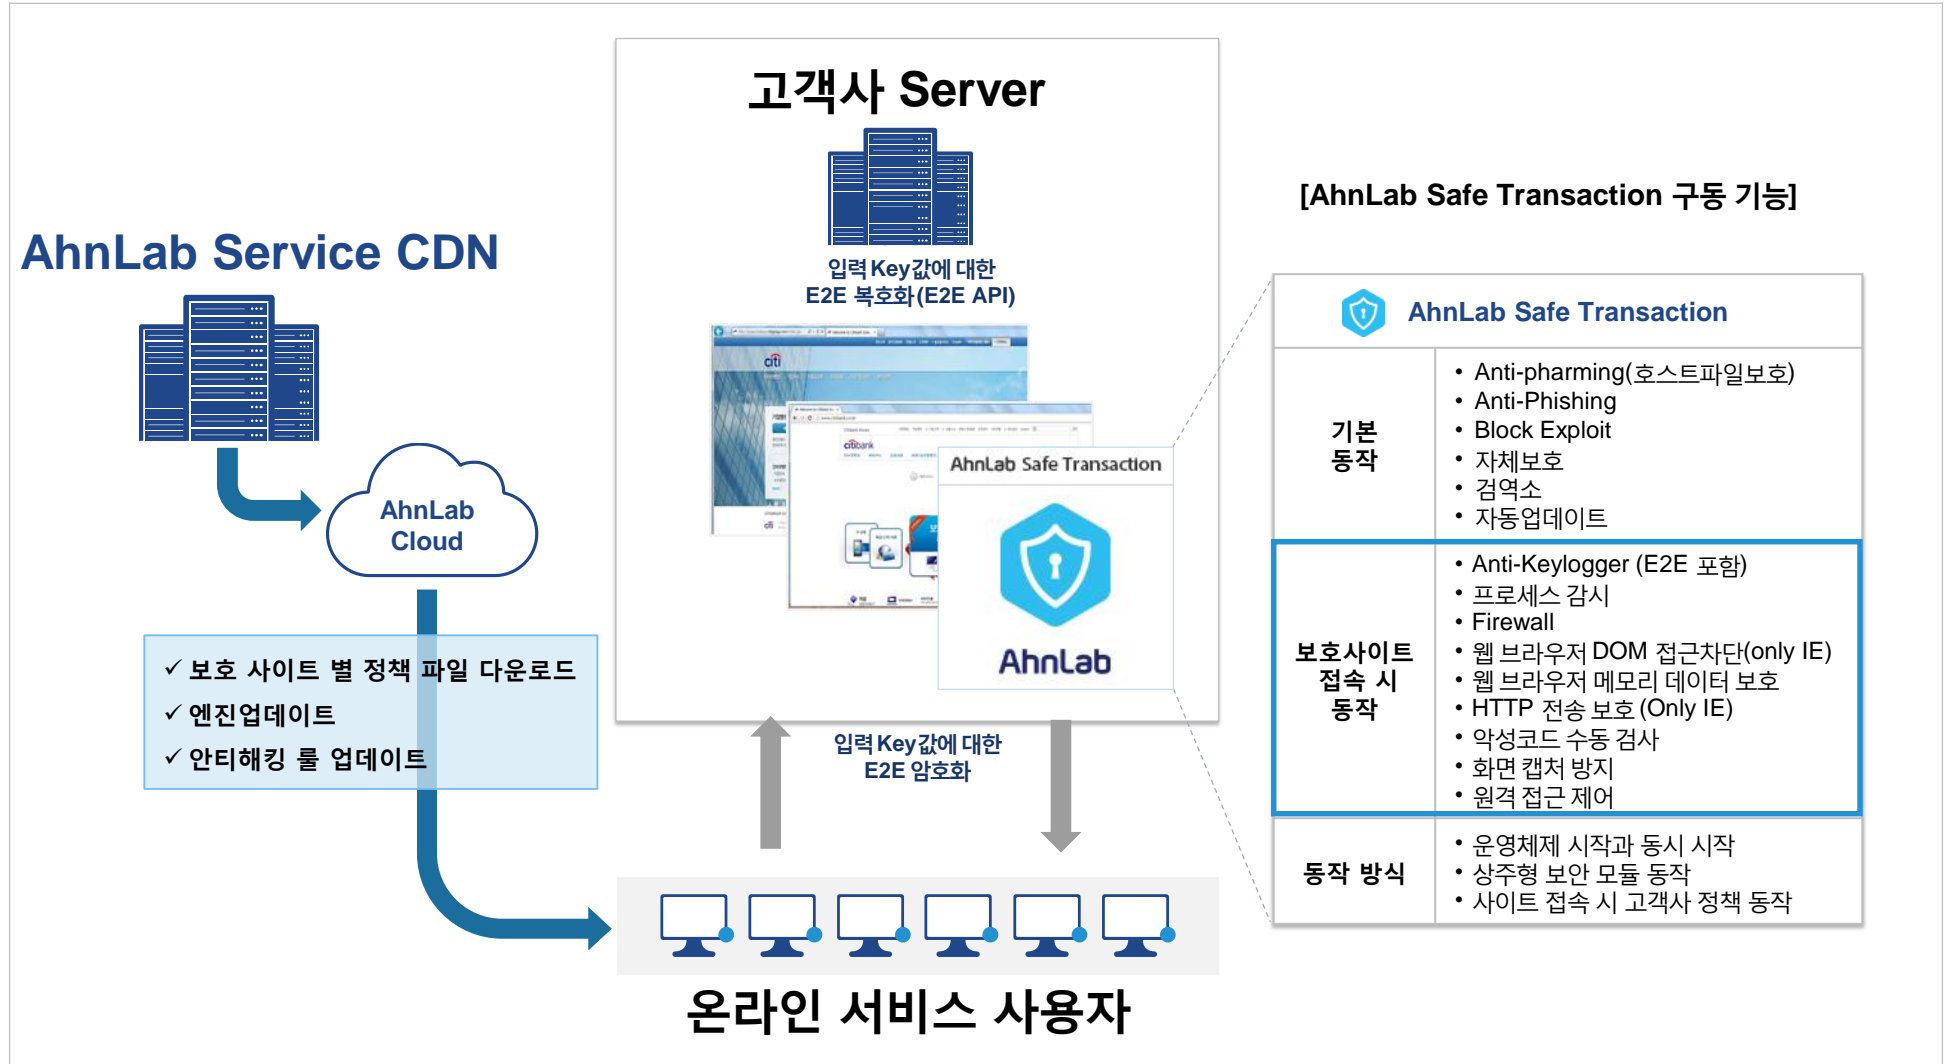 고객사 Server
입력 Key값에 대한
E2E 복호화(E2E API)
AhnLab Service CDN
AhnLab
Cloud
✓ 보호 사이트 별 정책 파일 다운로드
✓ 엔진업데이트
✓ 안티해킹 룰 업데이트
citi
citibank
citi
AhnLab Safe Transaction
AhnLab
입력 Key값에 대한
E2E 암호화
온라인 서비스 사용자
[AhnLab Safe Transaction 구동 기능]
AhnLab Safe Transaction
기본
동작
• Anti-pharming(호스트파일보호)
• Anti-Phishing
• Block Exploit
• 자체보호
• 검역소
• 자동업데이트
보호사이트
접속 시
동작
• Anti-Keylogger (E2E 포함)
• 프로세스 감시
• Firewall
• 웹 브라우저 DOM 접근차단(only IE)
• 웹 브라우저 메모리 데이터 보호
• HTTP 전송 보호 (Only IE)
• 악성코드 수동 검사
• 화면 캡처 방지
• 원격 접근 제어
동작 방식
• 운영체제 시작과 동시 시작
• 상주형 보안 모듈 동작
• 사이트 접속 시 고객사 정책 동작